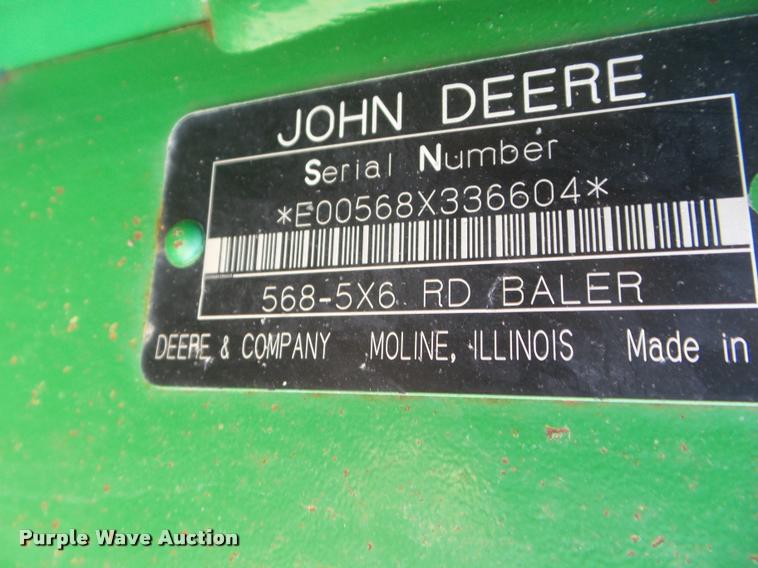 JOHN DEERE
Serial Number
*E00568X336604*
568-5X6 RD BALER
DEERE & COMPANY MOLINE, ILLINOIS Made in
Purple Wave Auction